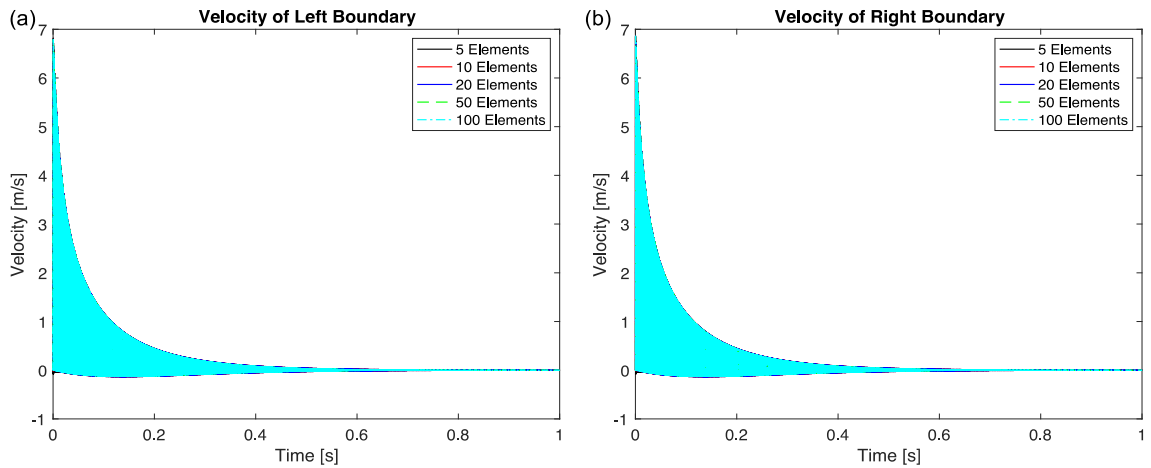 (a)
Velocity of Left Boundary
7
6
5
4
3
2
1
0
-1
Velocity [m/s]
0
0.2
0.4
0.6
0.8
1
Time [s]
5 Elements
10 Elements
20 Elements
50 Elements
100 Elements
(b)
Velocity of Right Boundary
7
6
5
4
3
2
1
0
-1
Velocity [m/s]
0
0.2
0.4
0.6
0.8
1
Time [s]
5 Elements
10 Elements
20 Elements
50 Elements
100 Elements